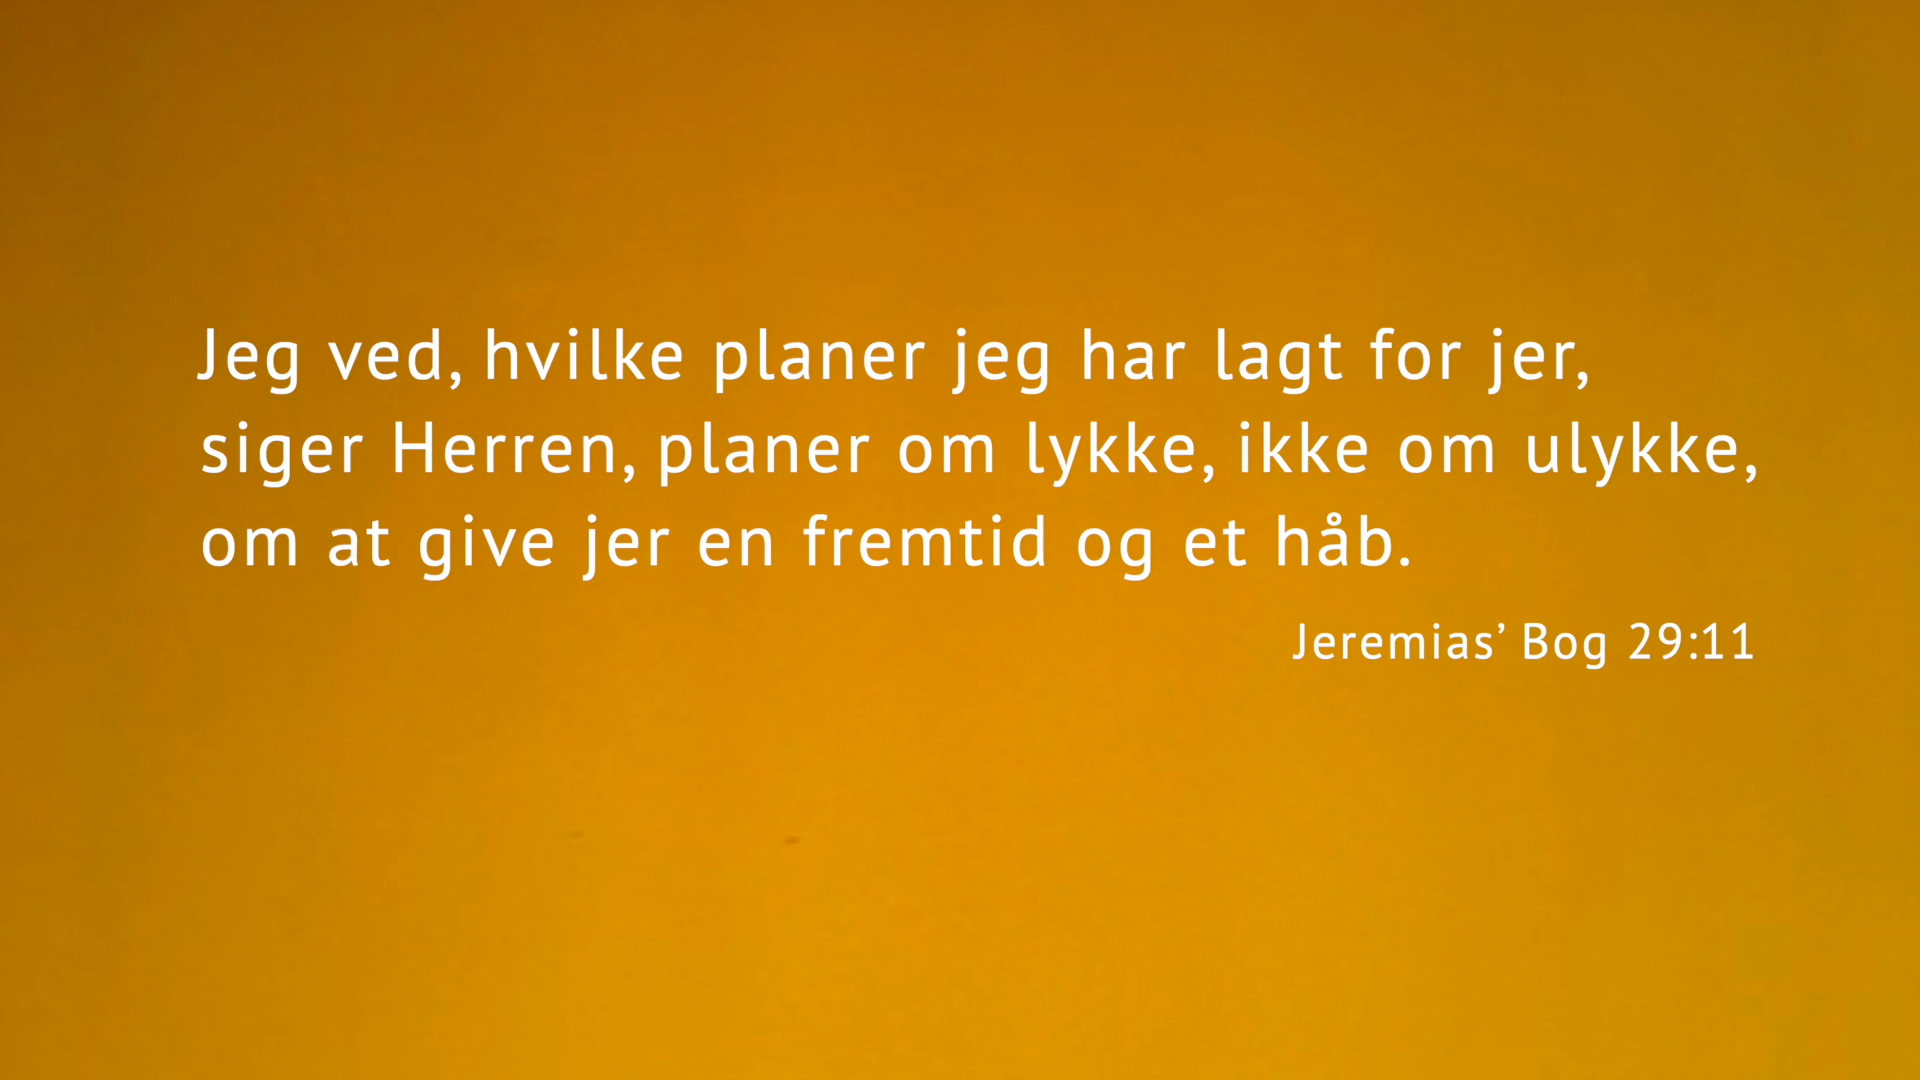 Jeg ved, hvilke planer jeg har lagt for jer,
siger Herren, planer om lykke, ikke om ulykke,
om at give jer en fremtid og et håb.
Jeremias’ Bog 29:11